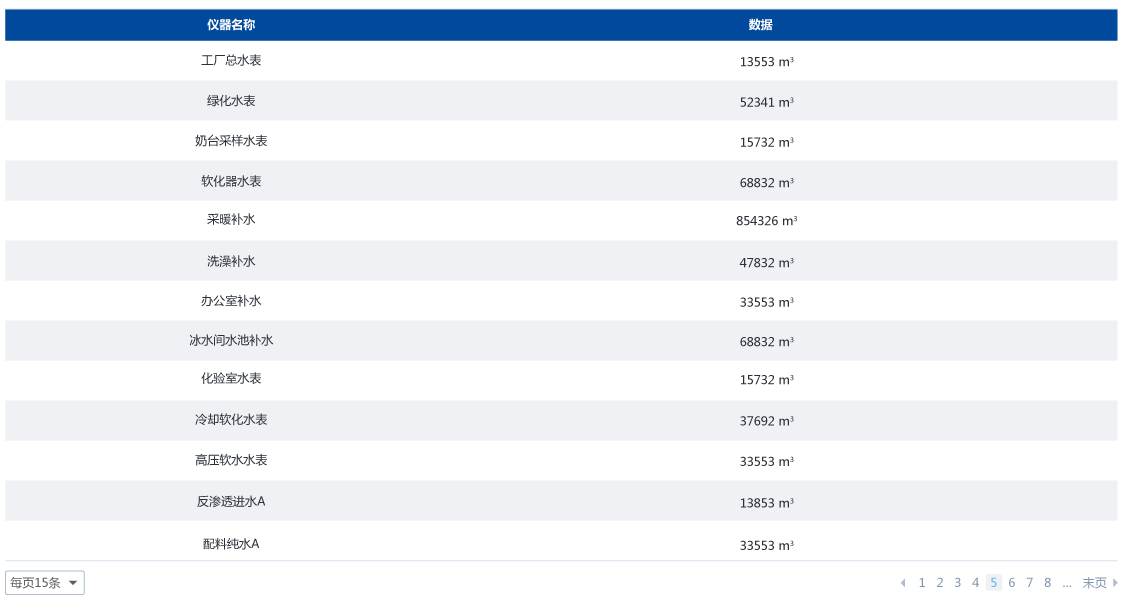 仪器名称 数据
工厂总水表 13553 m³
绿化水表 52341 m³
奶台采样水表 15732 m³
软化器水表 68832 m³
采暖补水 854326 m³
洗澡补水 47832 m³
办公室补水 33553 m³
冰水间水池补水 68832 m³
化验室水表 15732 m³
冷却软化水表 37692 m³
高压软水水表 33553 m³
反渗透进水A 13853 m³
配料纯水A 33553 m³
每页15条 1 2 3 4 5 6 7 8 ... 末页